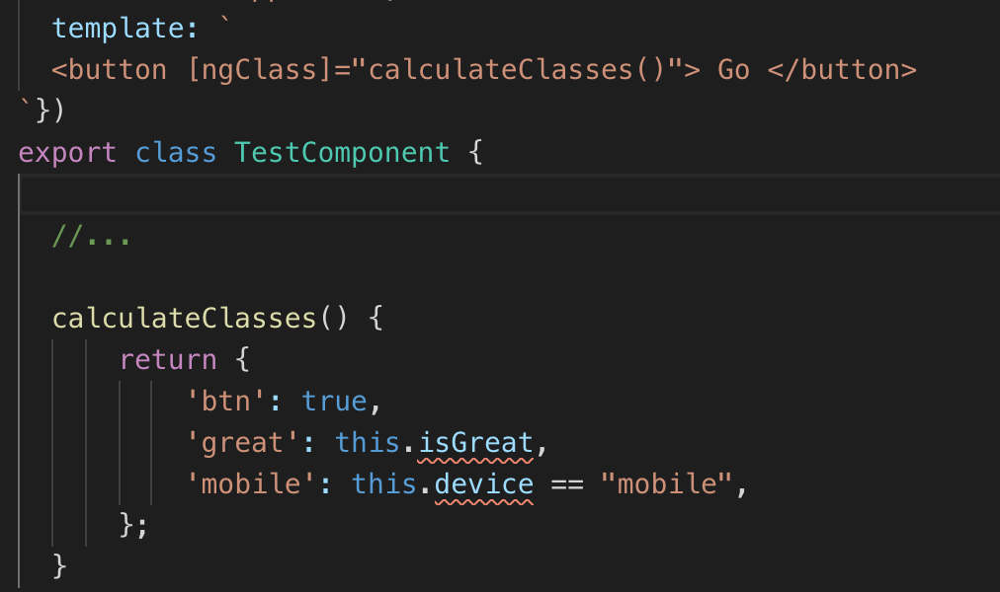 template: `
<button [ngClass]="calculateClasses()"> Go </button>
`})
export class TestComponent {
//...
calculateClasses() {
return {
'btn': true,
'great': this.isGreat,
'mobile': this.device == "mobile",
};
}